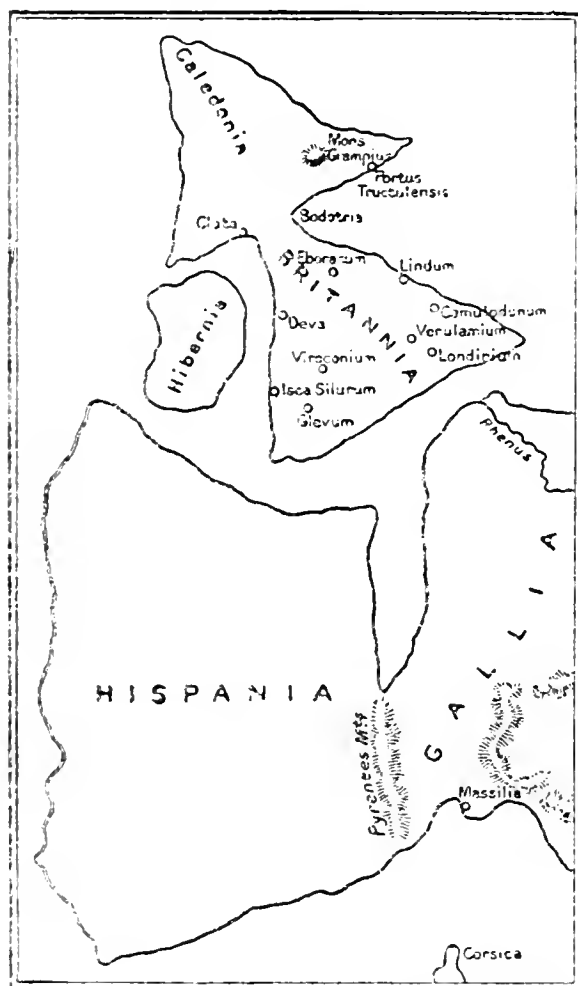 Caledonia
Mons
Grampius
Portus
Trucculensis
Bodotria
Clota
BRITANNIA
Eboracum
Lindum
Camulodunum
Deva
Verulamium
Hibernia
Viroconium
Londinium
Isca Silurum
Glevum
Rhenus
GALLIA
HISPANIA
Pyrenees Mts
Massilia
Corsica